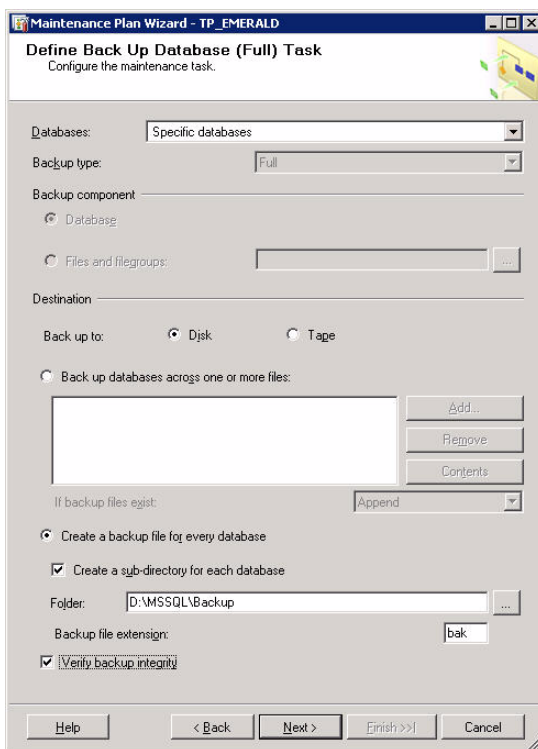 Maintenance Plan Wizard - TP_EMERALD
Define Back Up Database (Full) Task
Configure the maintenance task.
Databases: Specific databases
Backup type: Full
Backup component
Database
Files and filegroups: ...
Destination
Back up to: Disk Tape
Back up databases across one or more files:
Add...
Remove
Contents
If backup files exist: Append
Create a backup file for every database
Create a sub-directory for each database
Folder: D:\MSSQL\Backup ...
Backup file extension: bak
Verify backup integrity
Help < Back Next > Finish >>| Cancel